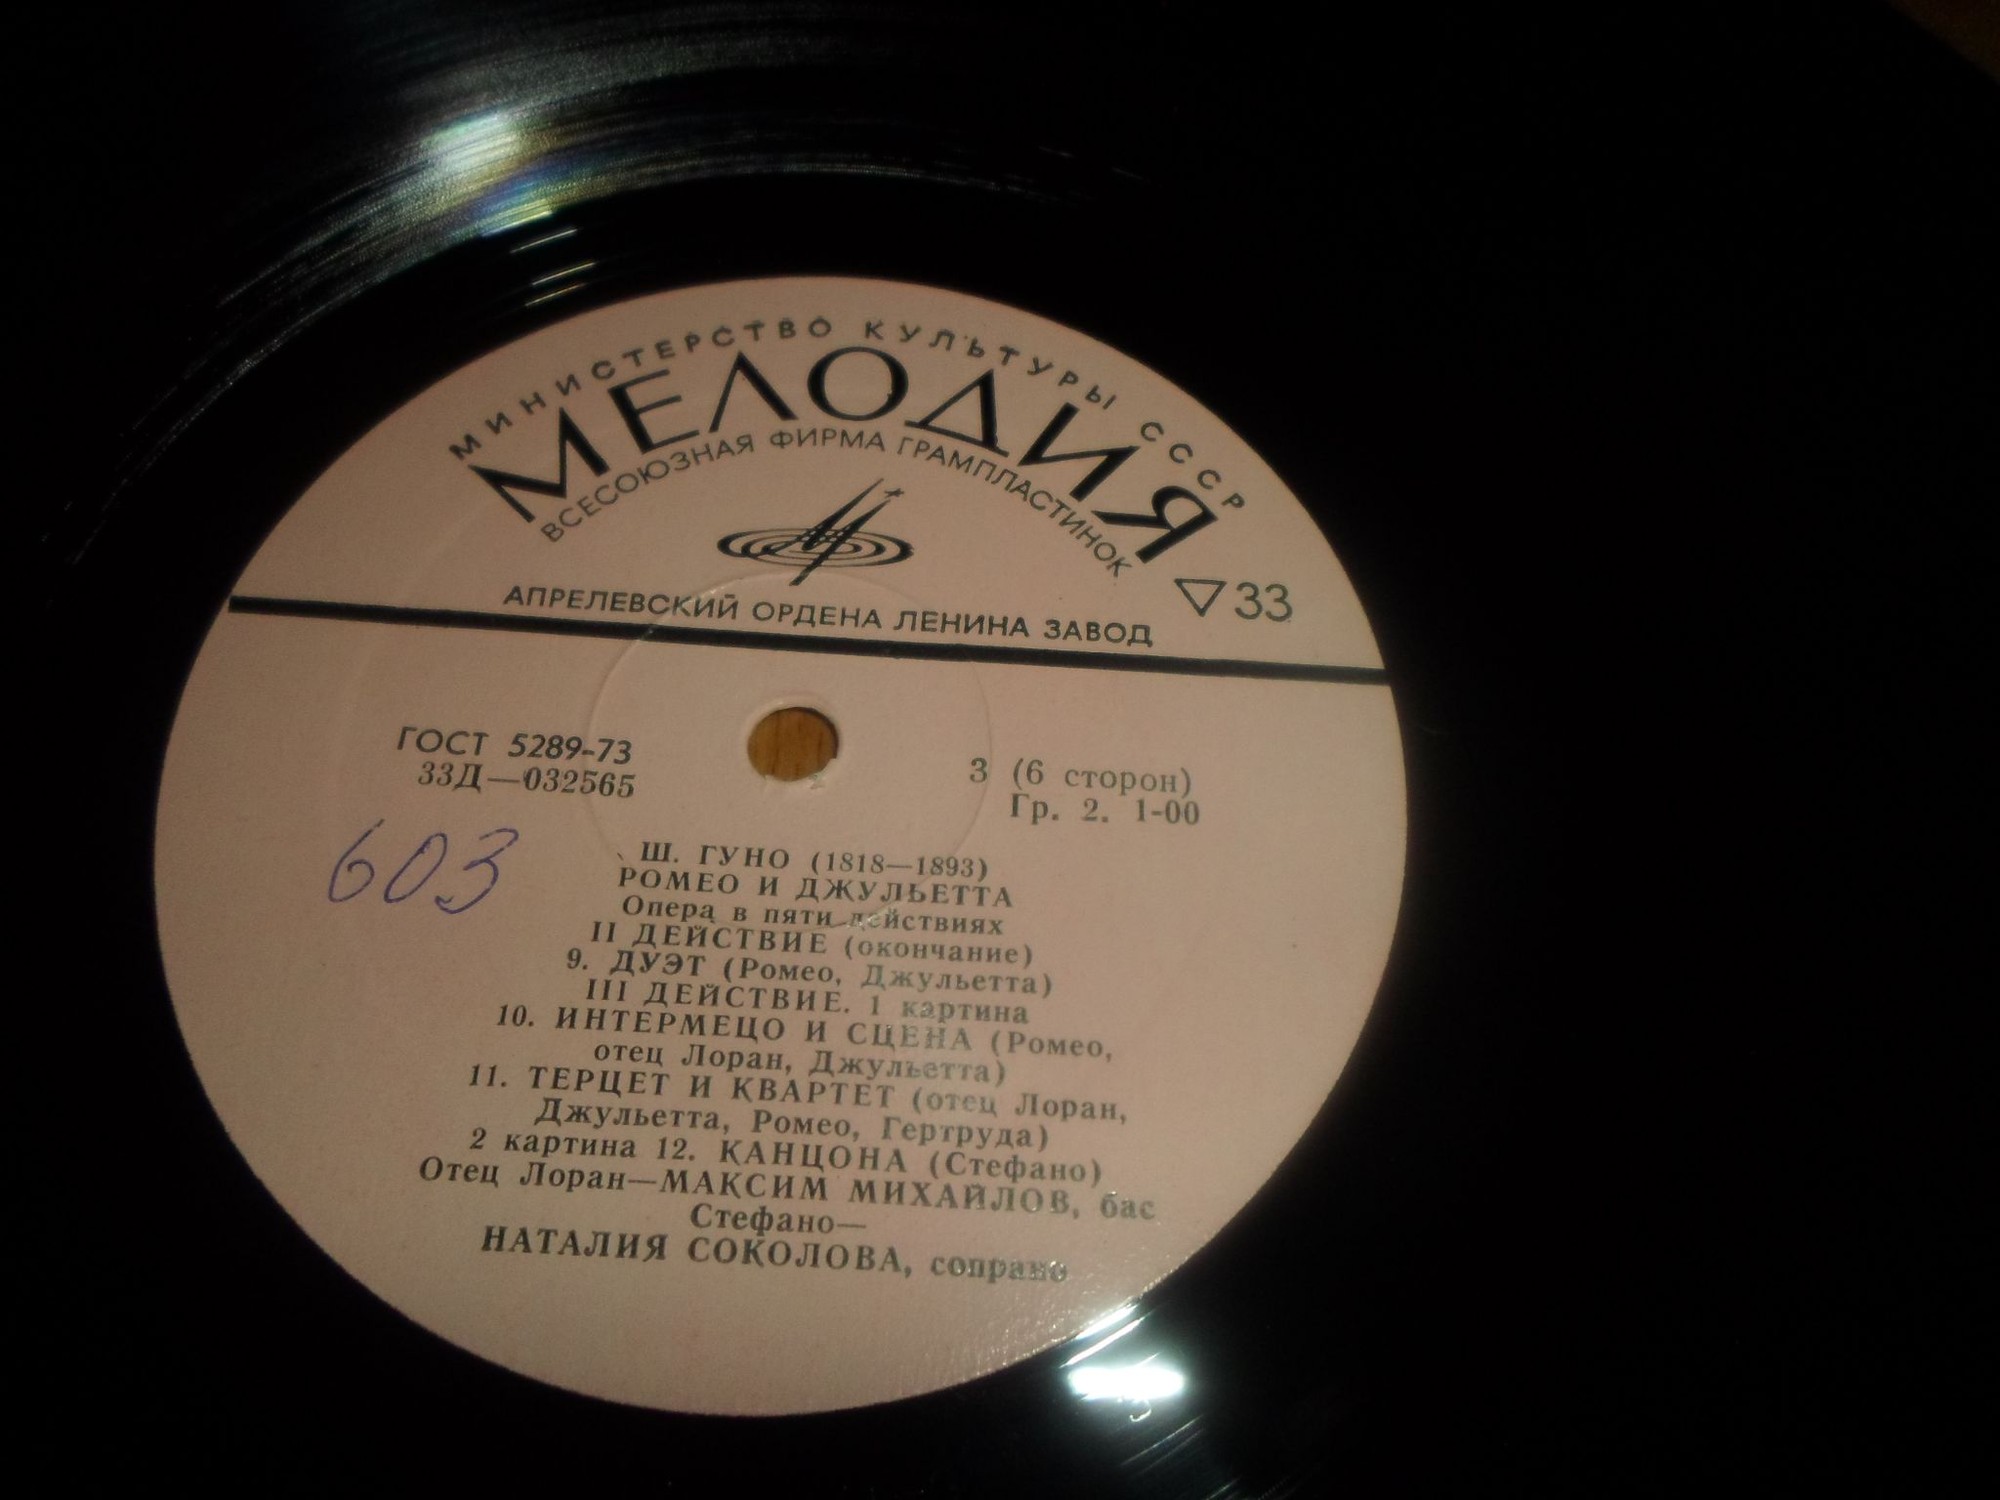 МИНИСТЕРСТВО КУЛЬТУРЫ СССР
МЕЛОДИЯ
ВСЕСОЮЗНАЯ ФИРМА ГРАМПЛАСТИНОК
▽33
АПРЕЛЕВСКИЙ ОРДЕНА ЛЕНИНА ЗАВОД
ГОСТ 5289-73
33Д—032565
3 (6 сторон)
Гр. 2. 1-00
603
Ш. ГУНО (1818—1893)
РОМЕО И ДЖУЛЬЕТТА
Опера в пяти действиях
II ДЕЙСТВИЕ (окончание)
9. ДУЭТ (Ромео, Джульетта)
III ДЕЙСТВИЕ. 1 картина
10. ИНТЕРМЕЦО И СЦЕНА (Ромео,
отец Лоран, Джульетта)
11. ТЕРЦЕТ И КВАРТЕТ (отец Лоран,
Джульетта, Ромео, Гертруда)
2 картина 12. КАНЦОНА (Стефано)
Отец Лоран—МАКСИМ МИХАЙЛОВ, бас
Стефано—
НАТАЛИЯ СОКОЛОВА, сопрано